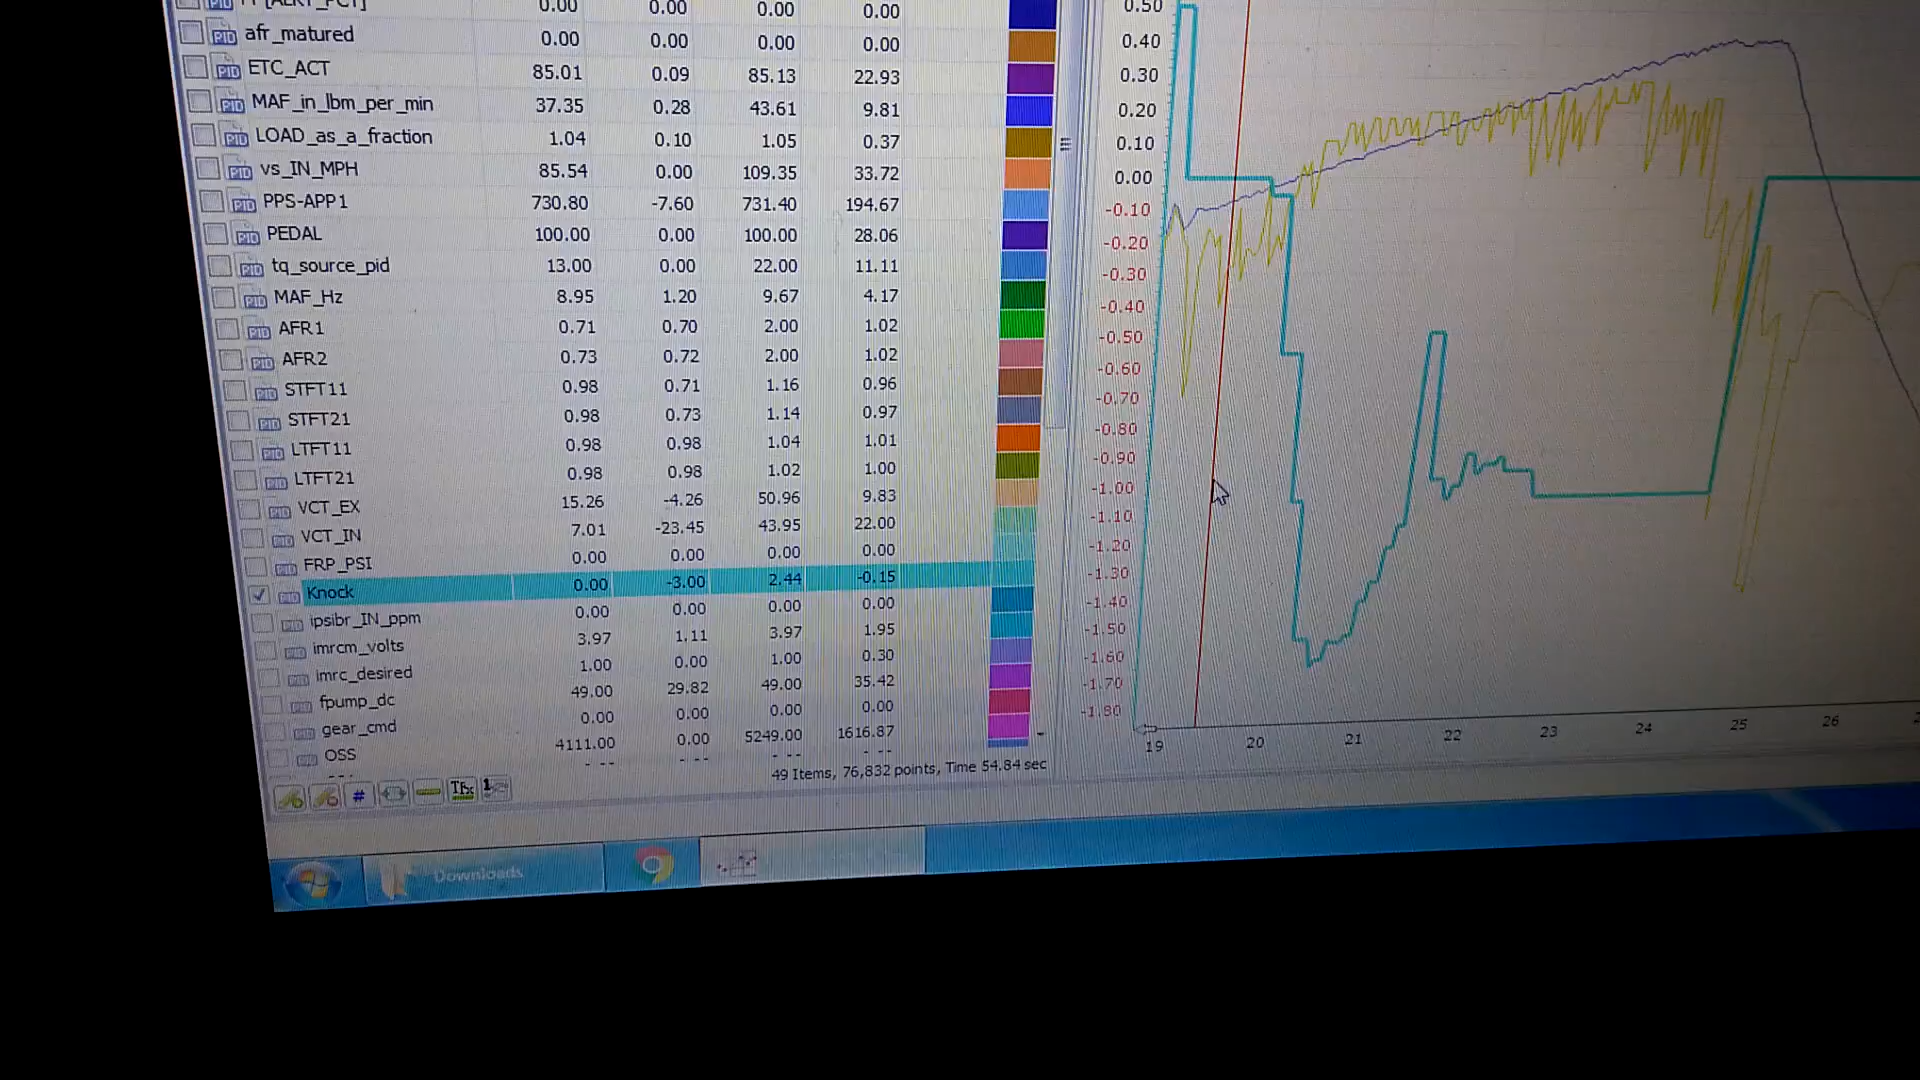 afr_matured 0.00 0.00 0.00 0.00
ETC_ACT 85.01 0.09 85.13 22.93
MAF_in_lbm_per_min 37.35 0.28 43.61 9.81
LOAD_as_a_fraction 1.04 0.10 1.05 0.37
vs_IN_MPH 85.54 0.00 109.35 33.72
PPS-APP1 730.80 -7.60 731.40 194.67
PEDAL 100.00 0.00 100.00 28.06
tq_source_pid 13.00 0.00 22.00 11.11
MAF_Hz 8.95 1.20 9.67 4.17
AFR1 0.71 0.70 2.00 1.02
AFR2 0.73 0.72 2.00 1.02
STFT11 0.98 0.71 1.16 0.96
STFT21 0.98 0.73 1.14 0.97
LTFT11 0.98 0.98 1.04 1.01
LTFT21 0.98 0.98 1.02 1.00
VCT_EX 15.26 -4.26 50.96 9.83
VCT_IN 7.01 -23.45 43.95 22.00
FRP_PSI 0.00 0.00 0.00 0.00
Knock 0.00 -3.00 2.44 -0.15
ipsibr_IN_ppm 0.00 0.00 0.00 0.00
imrcm_volts 3.97 1.11 3.97 1.95
imrc_desired 1.00 0.00 1.00 0.30
fpump_dc 49.00 29.82 49.00 35.42
gear_cmd 0.00 0.00 0.00 0.00
OSS 4111.00 0.00 5249.00 1616.87
49 Items, 76,832 points, Time 54.84 sec
0.50
0.40
0.30
0.20
0.10
0.00
-0.10
-0.20
-0.30
-0.40
-0.50
-0.60
-0.70
-0.80
-0.90
-1.00
-1.10
-1.20
-1.30
-1.40
-1.50
-1.60
-1.70
-1.80
19 20 21 22 23 24 25 26
Downloads